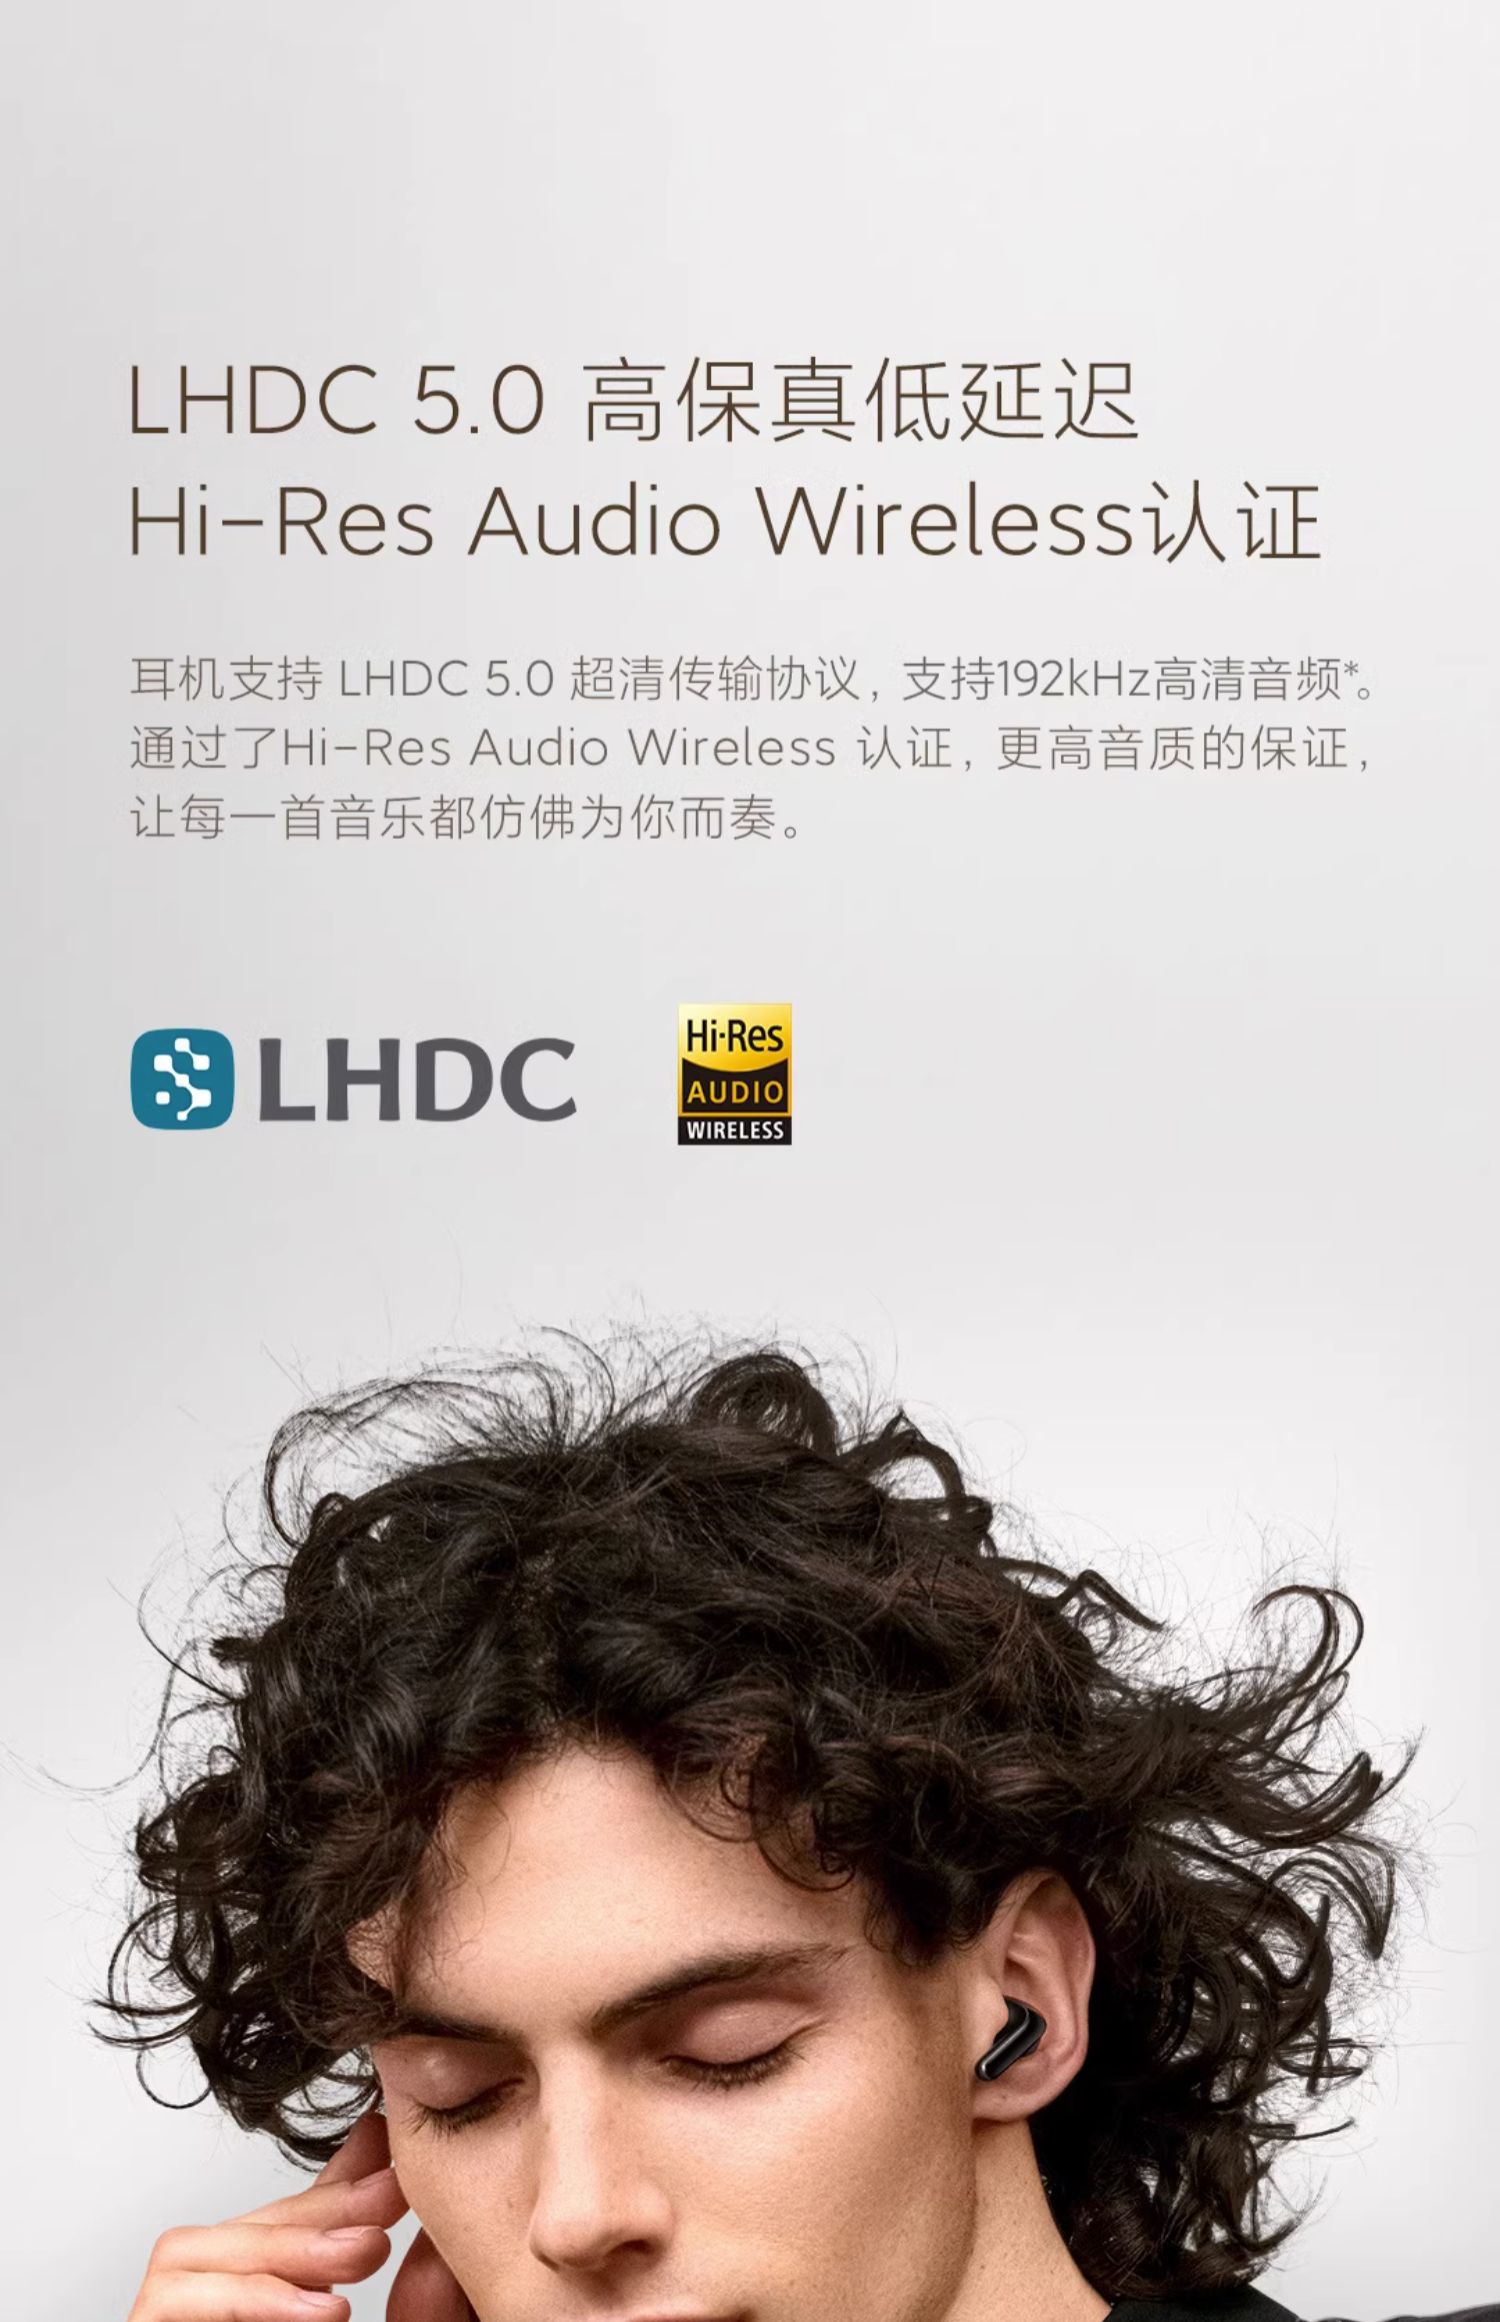 LHDC 5.0 高保真低延迟
Hi-Res Audio Wireless认证
耳机支持 LHDC 5.0 超清传输协议，支持192kHz高清音频*。
通过了Hi-Res Audio Wireless 认证，更高音质的保证，
让每一首音乐都仿佛为你而奏。
LHDC
Hi-Res
AUDIO
WIRELESS